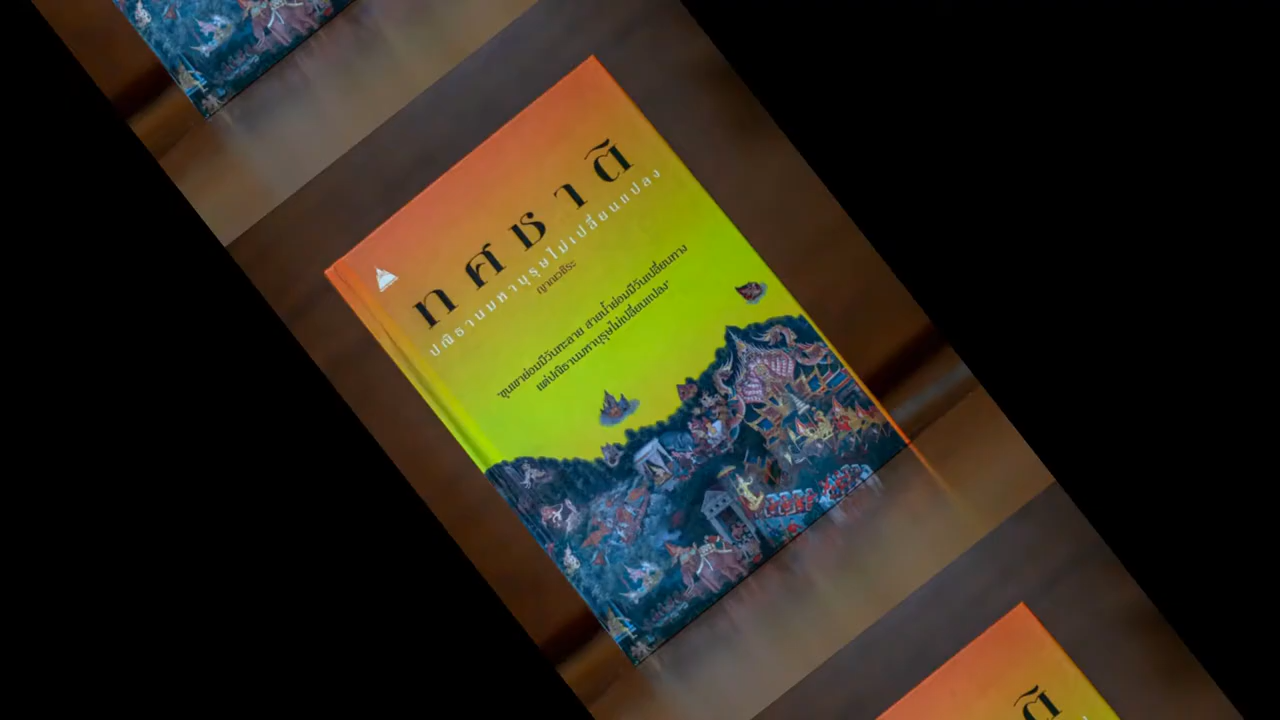 ทศชาติ
ปณิธานมหาบุรุษไม่เปลี่ยนแปลง
ญาณวชิระ
"ขุนเขาย่อมมีวันทะลาย สายน้ำย่อมมีวันเปลี่ยนทาง
แต่ปณิธานมหาบุรุษไม่เปลี่ยนแปลง"
ติ